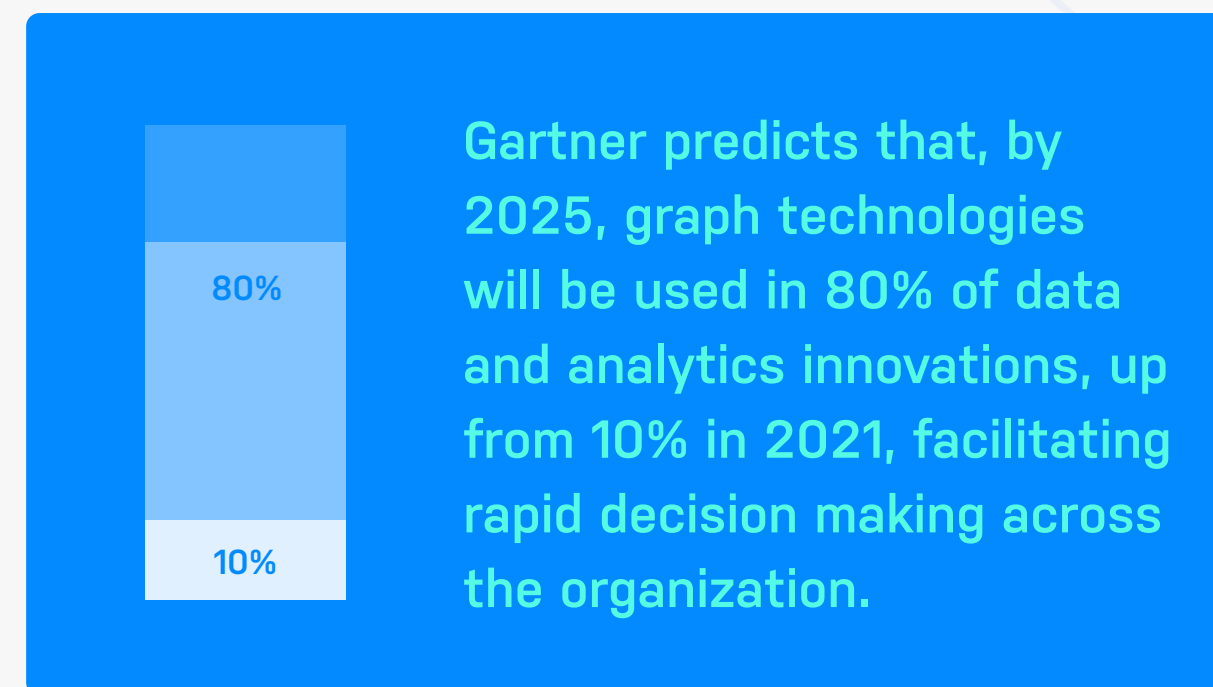 80%
10%
Gartner predicts that, by
2025, graph technologies
will be used in 80% of data
and analytics innovations, up
from 10% in 2021, facilitating
rapid decision making across
the organization.